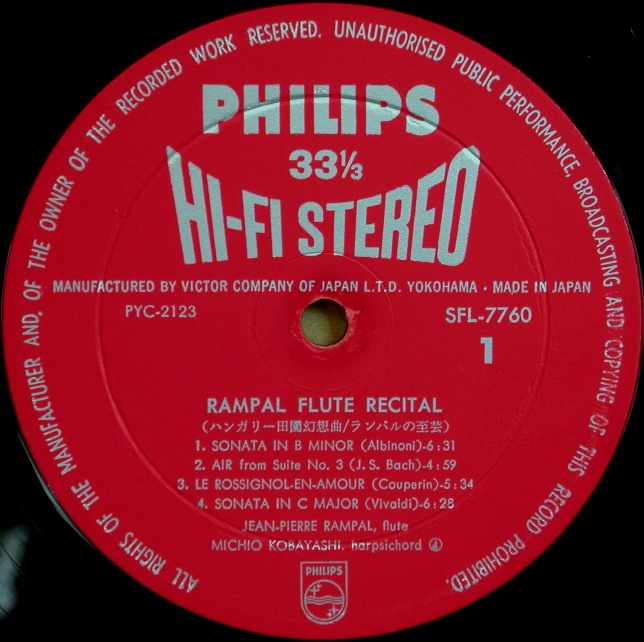 ALL RIGHTS OF THE MANUFACTURER AND, OF THE OWNER OF THE RECORDED WORK RESERVED. UNAUTHORISED PUBLIC PERFORMANCE, BROADCASTING AND COPYING OF THIS RECORD PROHIBITED.
PHILIPS
33⅓
HI-FI STEREO
MANUFACTURED BY VICTOR COMPANY OF JAPAN L.T.D. YOKOHAMA · MADE IN JAPAN
PYC-2123
SFL-7760
1
RAMPAL FLUTE RECITAL
(ハンガリー田園幻想曲/ランパルの至芸)
1. SONATA IN B MINOR (Albinoni)-6:31
2. AIR from Suite No. 3 (J.S. Bach)-4:59
3. LE ROSSIGNOL-EN-AMOUR (Couperin)-5:34
4. SONATA IN C MAJOR (Vivaldi)-6:28
JEAN-PIERRE RAMPAL, flute
MICHIO KOBAYASHI, harpsichord
PHILIPS